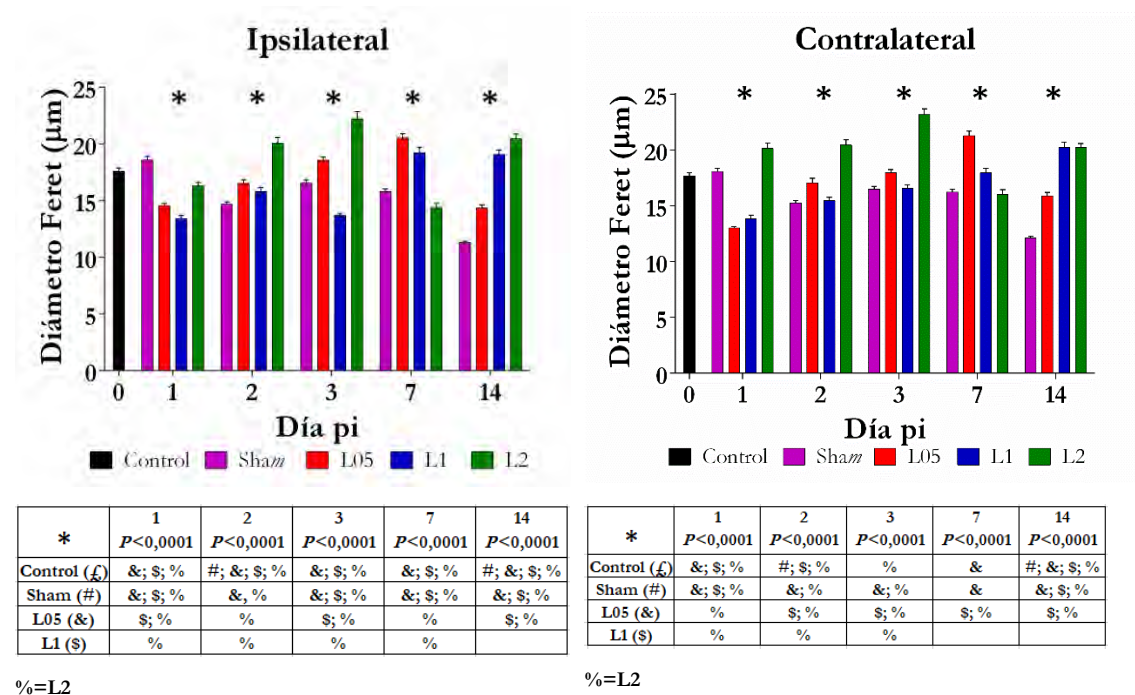 Ipsilateral
Diámetro Feret (µm)
25
20
15
10
5
0
* * * * *
0 1 2 3 7 14
Día pi
Control Sham L05 L1 L2
* 1 2 3 7 14
P<0,0001 P<0,0001 P<0,0001 P<0,0001 P<0,0001
Control (£) &; $; % #; &; $; % &; $; % &; $; % #; &; $; %
Sham (#) &; $; % &, % &; $; % &; $; % &; $; %
L05 (&) $; % % $; % % $; %
L1 ($) % % % %
%=L2
Contralateral
Diámetro Feret (µm)
25
20
15
10
5
0
* * * * *
0 1 2 3 7 14
Día pi
Control Sham L05 L1 L2
* 1 2 3 7 14
P<0,0001 P<0,0001 P<0,0001 P<0,0001 P<0,0001
Control (£) &; $; % #; $; % % & #; &; $; %
Sham (#) &; $; % &; % &; % & &; $; %
L05 (&) % $; % $; % $; % $; %
L1 ($) % % %
%=L2